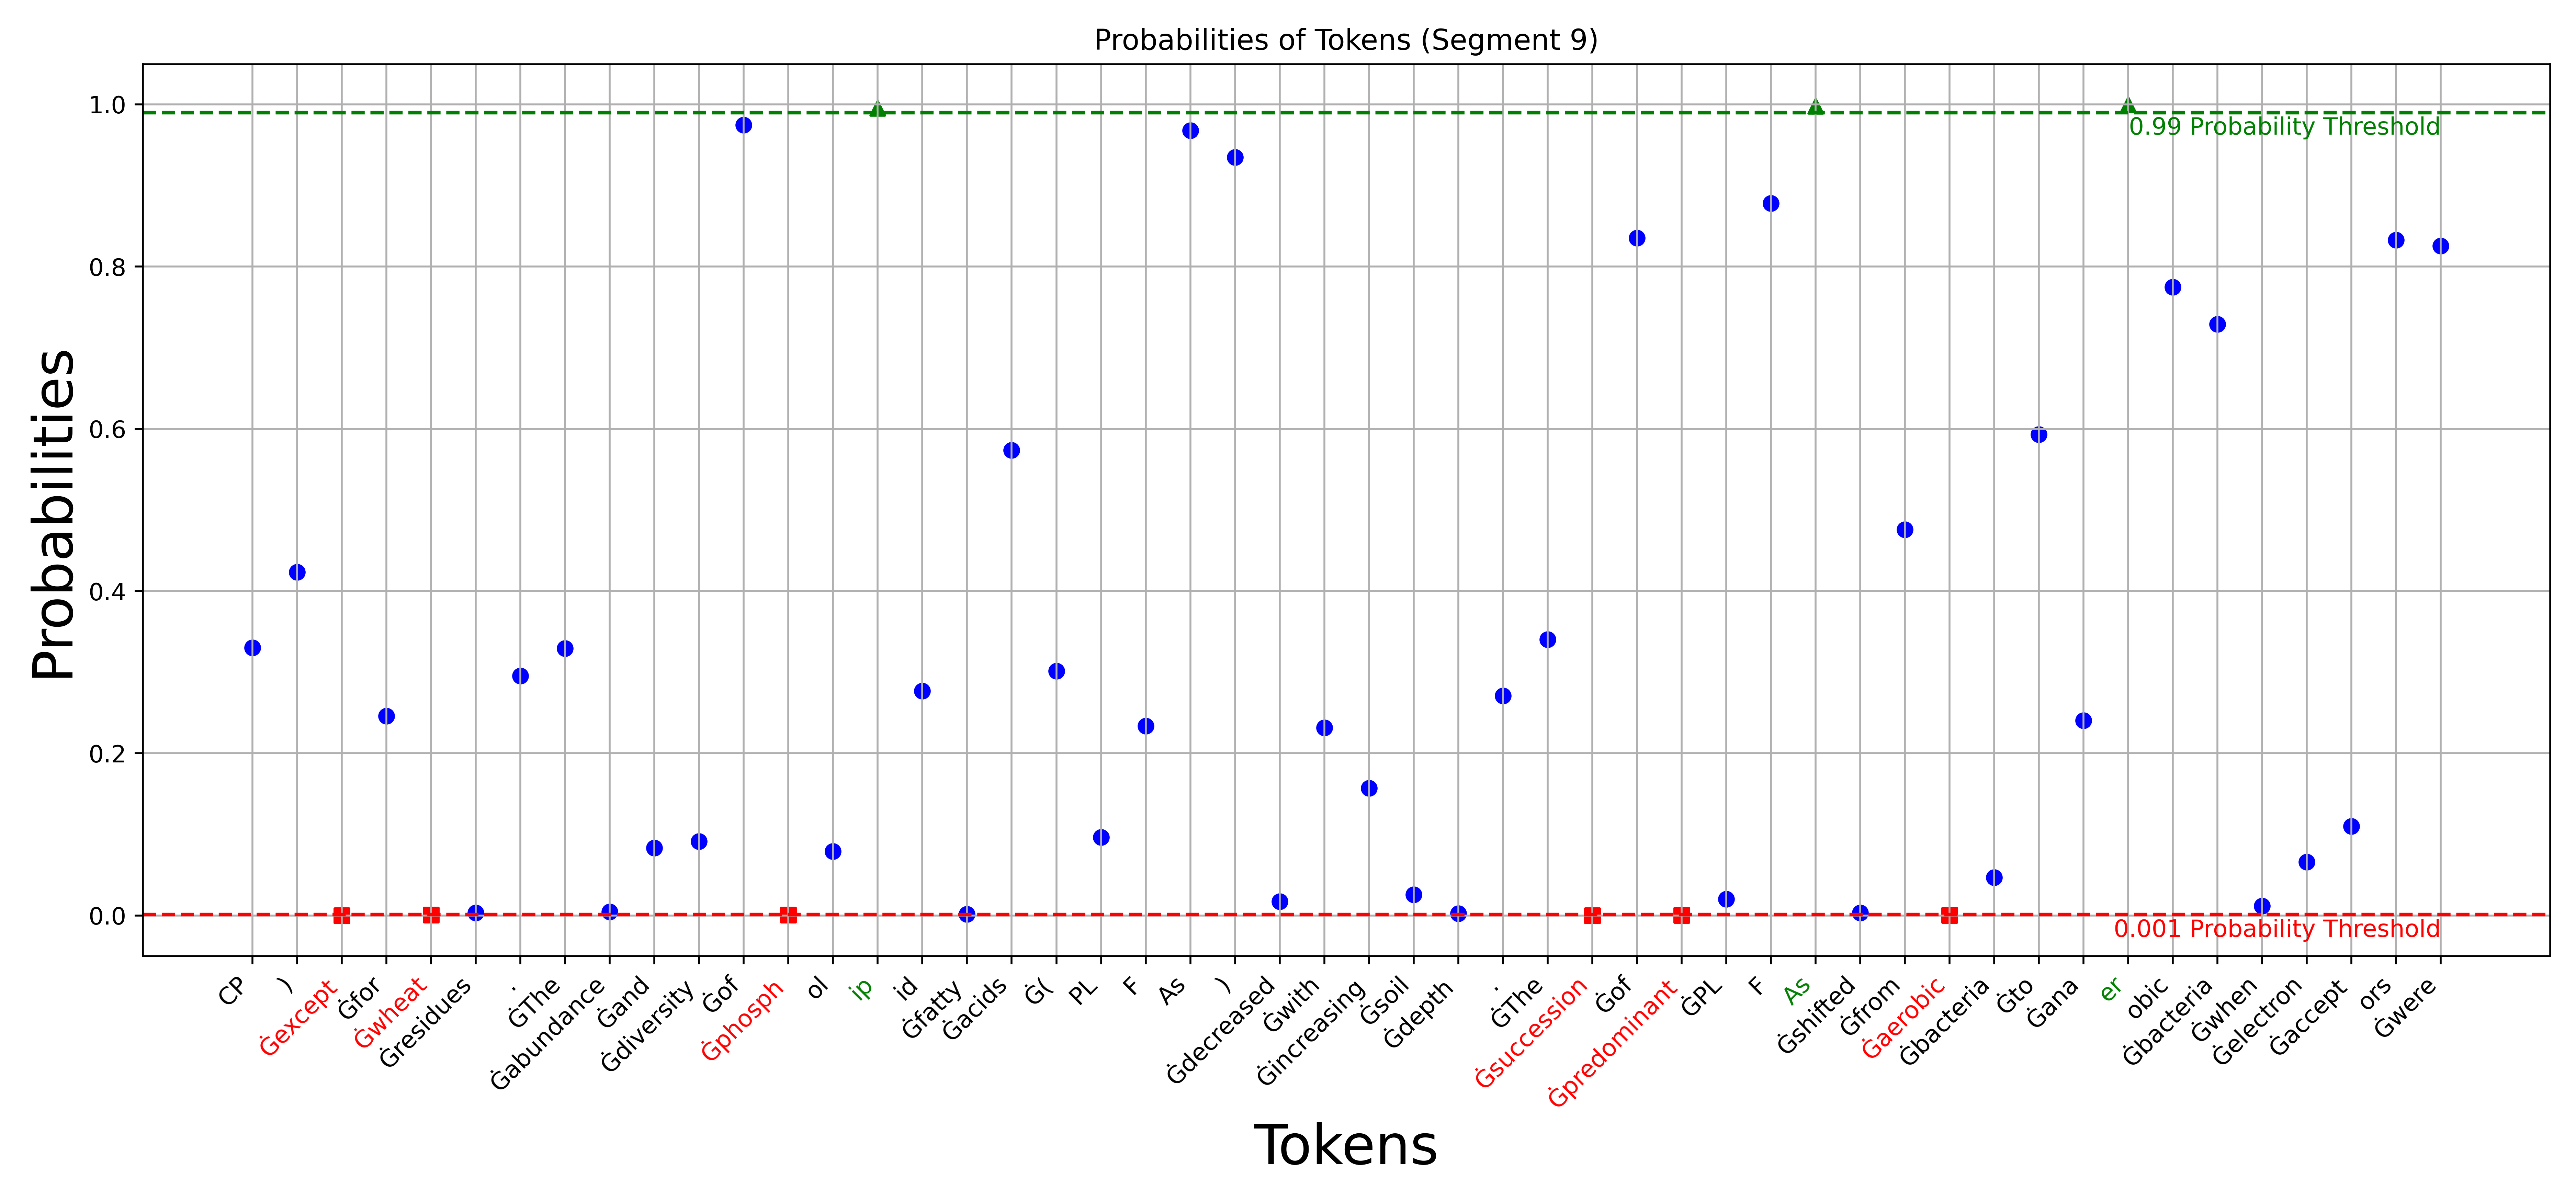 Probabilities of Tokens (Segment 9)
Probabilities
1.0
0.8
0.6
0.4
0.2
0.0
0.99 Probability Threshold
0.001 Probability Threshold
CP
)
Ġexcept
Ġfor
Ġwheat
Ġresidues
.
ĠThe
Ġabundance
Ġand
Ġdiversity
Ġof
Ġphosph
ol
ip
id
Ġfatty
Ġacids
Ġ(
PL
F
As
)
Ġdecreased
Ġwith
Ġincreasing
Ġsoil
Ġdepth
.
ĠThe
Ġsuccession
Ġof
Ġpredominant
ĠPL
F
As
Ġshifted
Ġfrom
Ġaerobic
Ġbacteria
Ġto
Ġana
er
obic
Ġbacteria
Ġwhen
Ġelectron
Ġaccept
ors
Ġwere
Tokens